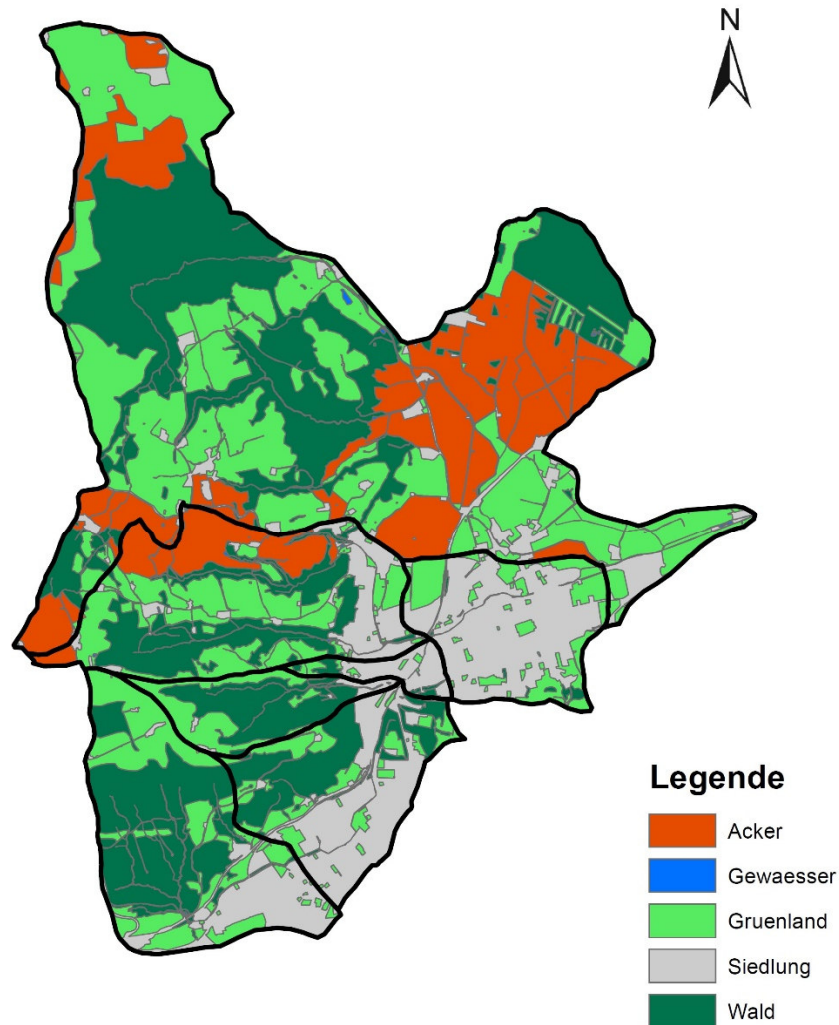 N
Legende
Acker
Gewaesser
Gruenland
Siedlung
Wald